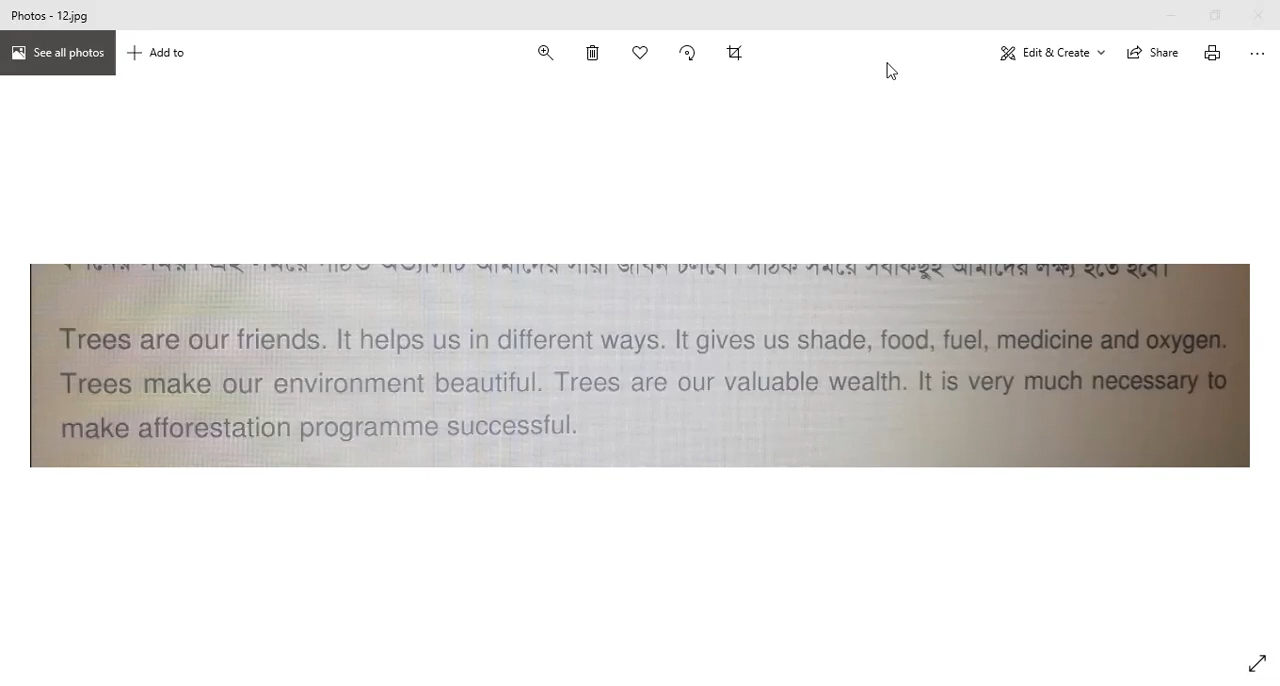 Photos - 12.jpg
See all photos
Add to
Edit & Create
Share
Trees are our friends. It helps us in different ways. It gives us shade, food, fuel, medicine and oxygen.
Trees make our environment beautiful. Trees are our valuable wealth. It is very much necessary to
make afforestation programme successful.